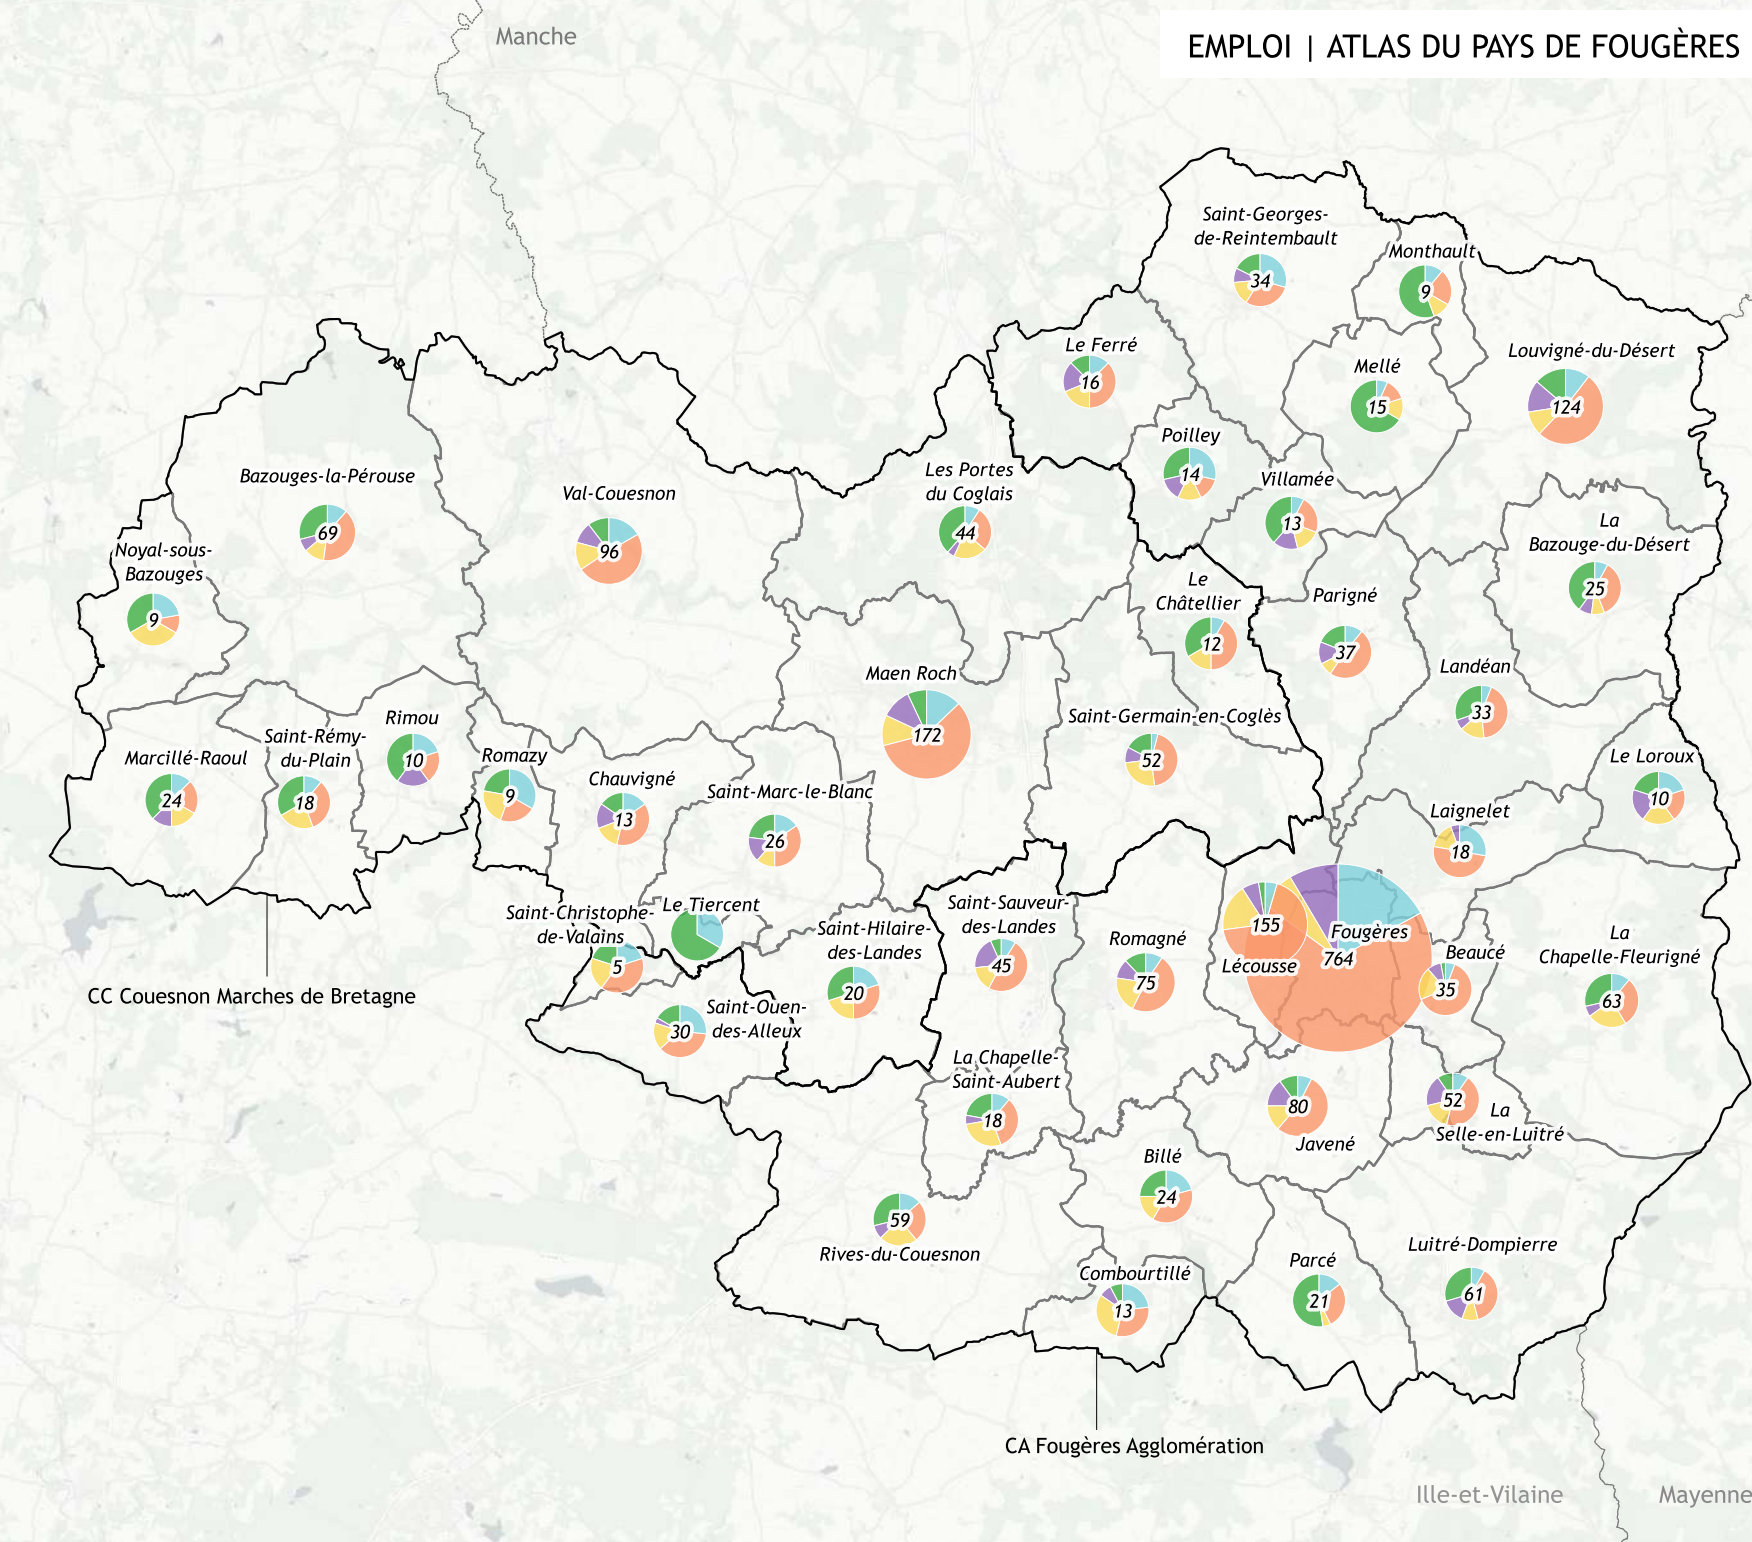 Manche
EMPLOI | ATLAS DU PAYS DE FOUGÈRES
Saint-Georges-
de-Reintembault
34
Monthault
9
Le Ferré
16
Mellé
15
Louvigné-du-Désert
124
Poilley
14
Villamée
13
Les Portes
du Coglais
44
Bazouges-la-Pérouse
69
Val-Couesnon
96
Noyal-sous-
Bazouges
9
La
Bazouge-du-Désert
25
Le
Châtellier
12
Parigné
37
Landéan
33
Maen Roch
172
Saint-Germain-en-Coglès
52
Marcillé-Raoul
24
Saint-Rémy-
du-Plain
18
Rimou
10
Romazy
9
Chauvigné
13
Saint-Marc-le-Blanc
26
Le Loroux
10
Laignelet
18
Saint-Christophe-
de-Valains
5
Le Tiercent
Saint-Hilaire-
des-Landes
20
Saint-Sauveur-
des-Landes
45
Romagné
75
155
Lécousse
Fougères
764
Beaucé
35
La
Chapelle-Fleurigné
63
CC Couesnon Marches de Bretagne
Saint-Ouen-
des-Alleux
30
La Chapelle-
Saint-Aubert
18
80
Javené
52
La
Selle-en-Luitré
Billé
24
59
Rives-du-Couesnon
Combourtillé
13
Parcé
21
Luitré-Dompierre
61
CA Fougères Agglomération
Ille-et-Vilaine
Mayenne